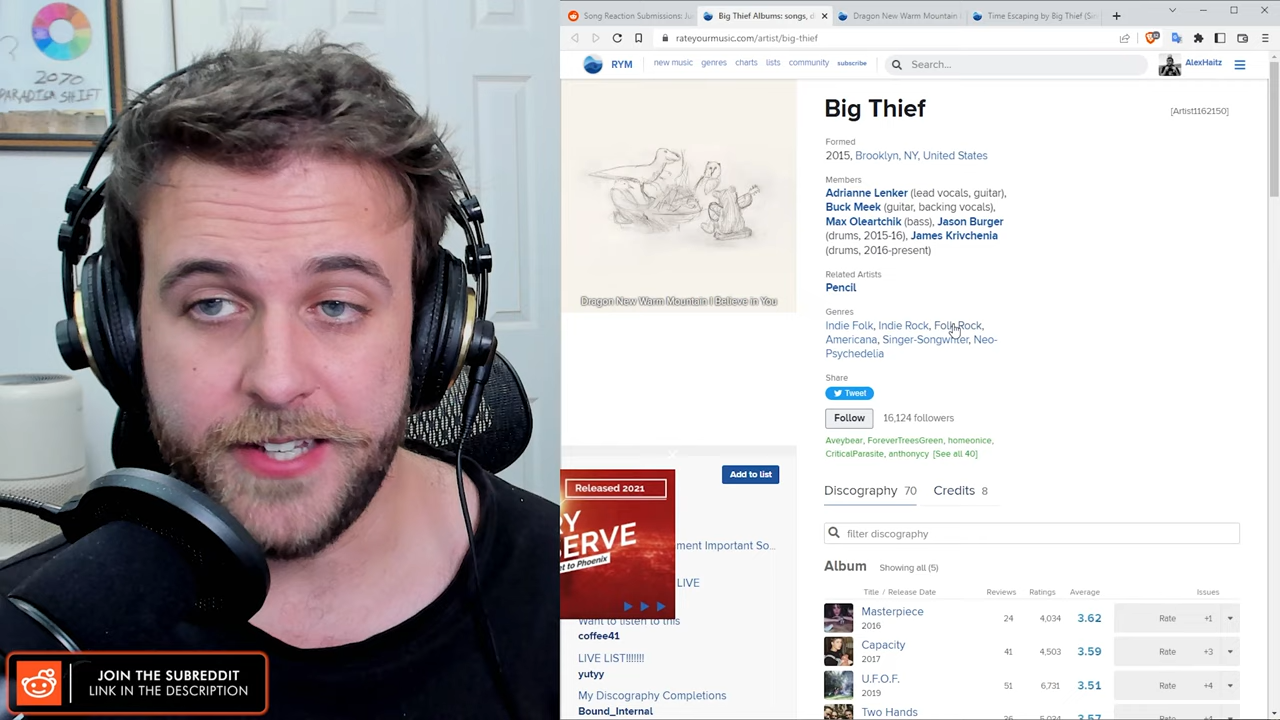 2070
PARADIGM SHIFT
JOIN THE SUBREDDIT
LINK IN THE DESCRIPTION
Song Reaction Submissions: Ju
Big Thief Albums: songs, d
Dragon New Warm Mountain I
Time Escaping by Big Thief (Sin
rateyourmusic.com/artist/big-thief
RYM
new music genres charts lists community subscribe
Search...
AlexHaitz
Dragon New Warm Mountain I Believe in You
Big Thief
[Artist1162150]
Formed
2015, Brooklyn, NY, United States
Members
Adrianne Lenker (lead vocals, guitar),
Buck Meek (guitar, backing vocals),
Max Oleartchik (bass), Jason Burger
(drums, 2015-16), James Krivchenia
(drums, 2016-present)
Related Artists
Pencil
Genres
Indie Folk, Indie Rock, Folk Rock,
Americana, Singer-Songwriter, Neo-
Psychedelia
Share
Tweet
Follow 16,124 followers
Aveybear, ForeverTreesGreen, homeonice,
CriticalParasite, anthonycy [See all 40]
Discography 70 Credits 8
filter discography
Album Showing all (5)
Title / Release Date Reviews Ratings Average Issues
Masterpiece 24 4,034 3.62 Rate +1
2016
Capacity 41 4,503 3.59 Rate +3
2017
U.F.O.F. 51 6,731 3.51 Rate +4
2019
Two Hands
Add to list
Released 2021
RY
SERVE
et to Phoenix
ment Important So...
LIVE
Want to listen to this
coffee41
LIVE LIST!!!!!!!
yutyy
My Discography Completions
Bound_Internal